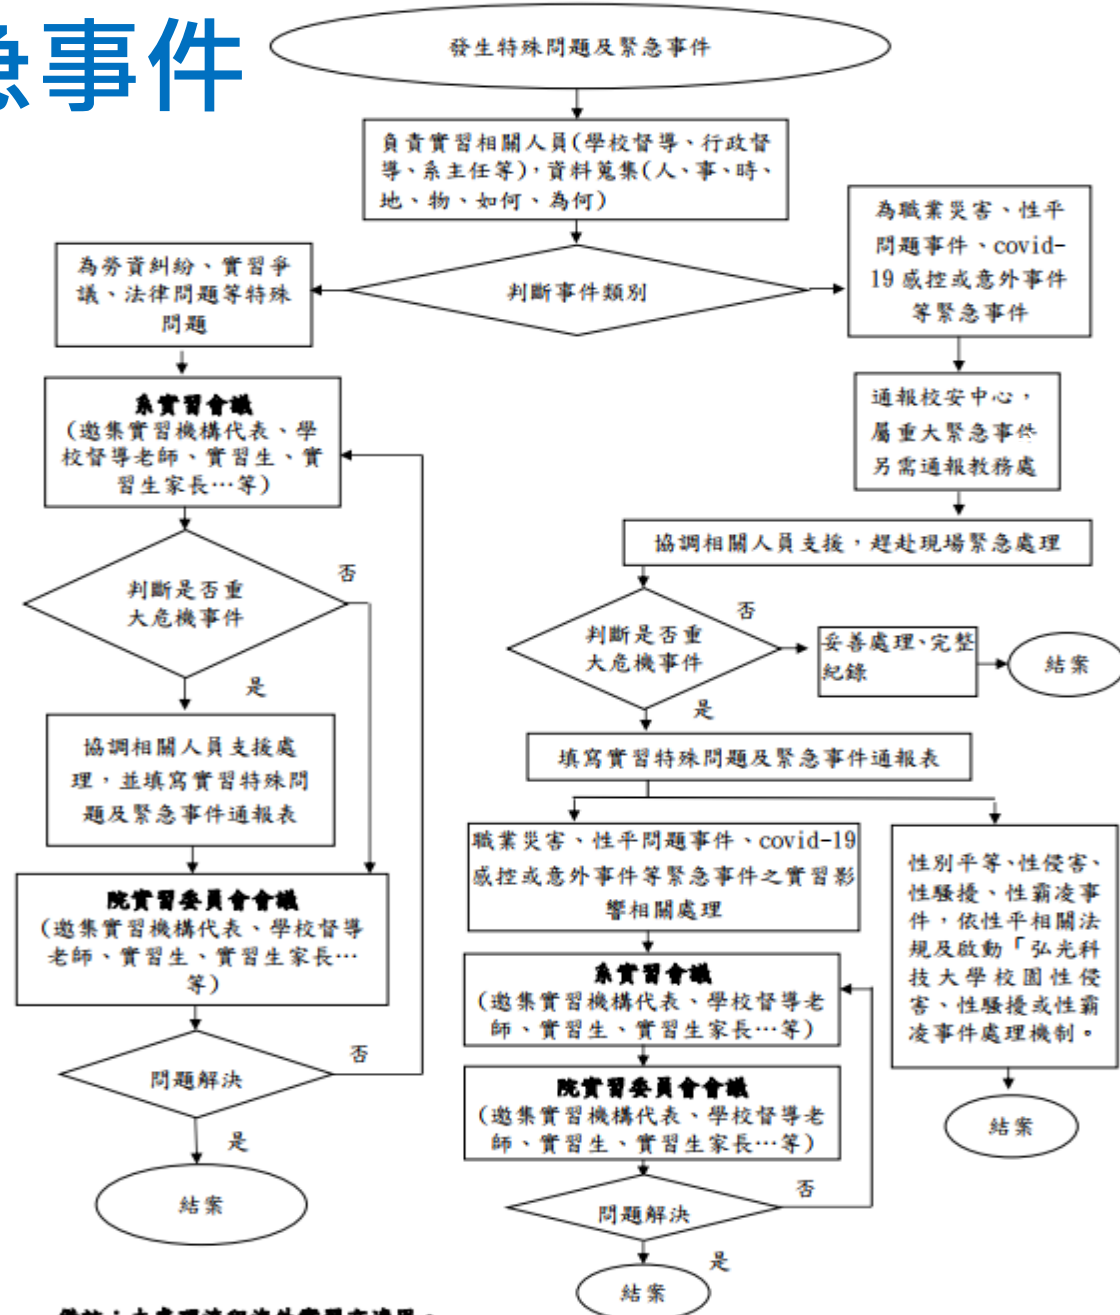 急事件
發生特殊問題及緊急事件
負責實習相關人員(學校督導、行政督
導、系主任等),資料蒐集(人、事、時、
地、物、如何、為何)
判斷事件類別
為勞資糾紛、實習爭
議、法律問題等特殊
問題
系實習會議
(邀集實習機構代表、學
校督導老師、實習生、實
習生家長…等)
判斷是否重
大危機事件
否
是
協調相關人員支援處
理,並填寫實習特殊問
題及緊急事件通報表
院實習委員會會議
(邀集實習機構代表、學校督導
老師、實習生、實習生家長…
等)
問題解決
否
是
結案
為職業災害、性平
問題事件、covid-
19 感控或意外事件
等緊急事件
通報校安中心,
屬重大緊急事件
另需通報教務處
協調相關人員支援,趕赴現場緊急處理
判斷是否重
大危機事件
否
妥善處理、完整
紀錄
結案
是
填寫實習特殊問題及緊急事件通報表
職業災害、性平問題事件、covid-19
感控或意外事件等緊急事件之實習影
響相關處理
系實習會議
(邀集實習機構代表、學校督導老
師、實習生、實習生家長…等)
院實習委員會會議
(邀集實習機構代表、學校督導老
師、實習生、實習生家長…等)
問題解決
否
是
結案
性別平等、性侵害、
性騷擾、性霸凌事
件,依性平相關法
規及啟動「弘光科
技大學校園性侵
害、性騷擾或性霸
凌事件處理機制。
結案